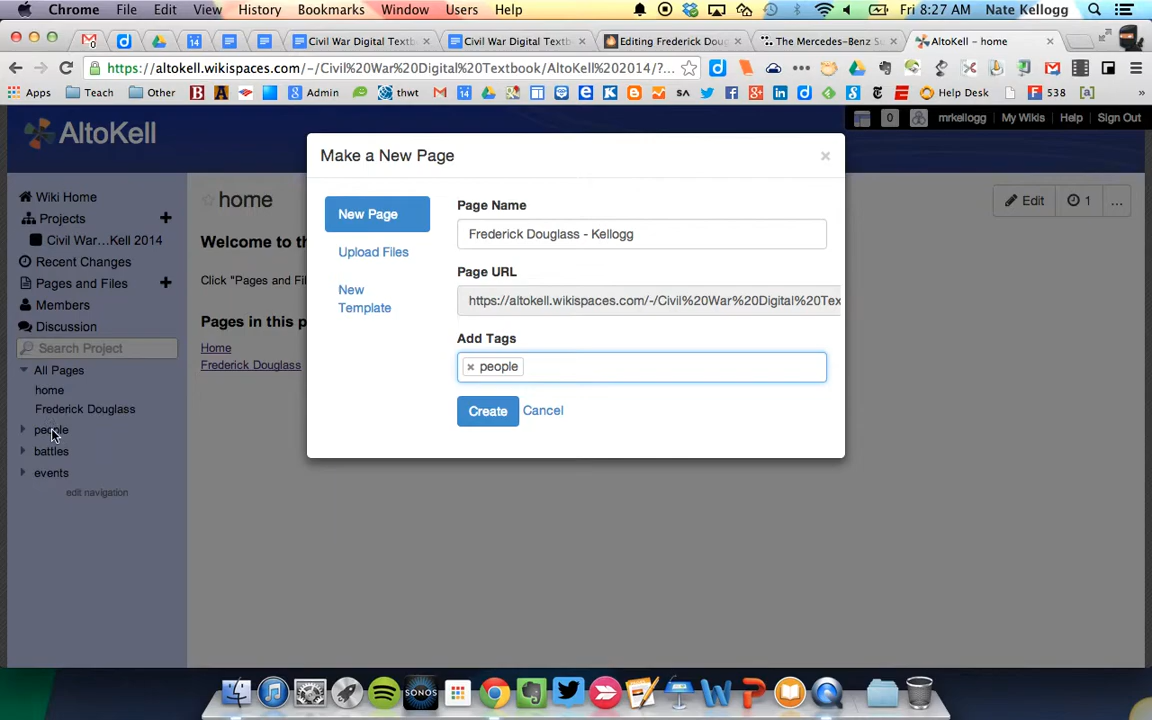 Chrome File Edit View History Bookmarks Window Users Help Fri 8:27 AM Nate Kellogg
Civil War Digital Textb Civil War Digital Textb Editing Frederick Doug The Mercedes-Benz S AltoKell - home
https://altokell.wikispaces.com/-/Civil%20War%20Digital%20Textbook/AltoKell%202014/?...
Apps Teach Other Admin thwt Help Desk 538 [a] »
AltoKell
0 mrkellogg My Wikis Help Sign Out
Wiki Home
Projects +
Civil War...Kell 2014
Recent Changes
Pages and Files +
Members
Discussion
Search Project
All Pages
home
Frederick Douglass
people
battles
events
edit navigation
home
Edit 1 ...
Welcome to th
Click "Pages and Fil
Pages in this p
Home
Frederick Douglass
Make a New Page ×
New Page
Upload Files
New
Template
Page Name
Frederick Douglass - Kellogg
Page URL
https://altokell.wikispaces.com/-/Civil%20War%20Digital%20Tex
Add Tags
× people
Create Cancel
SONOS